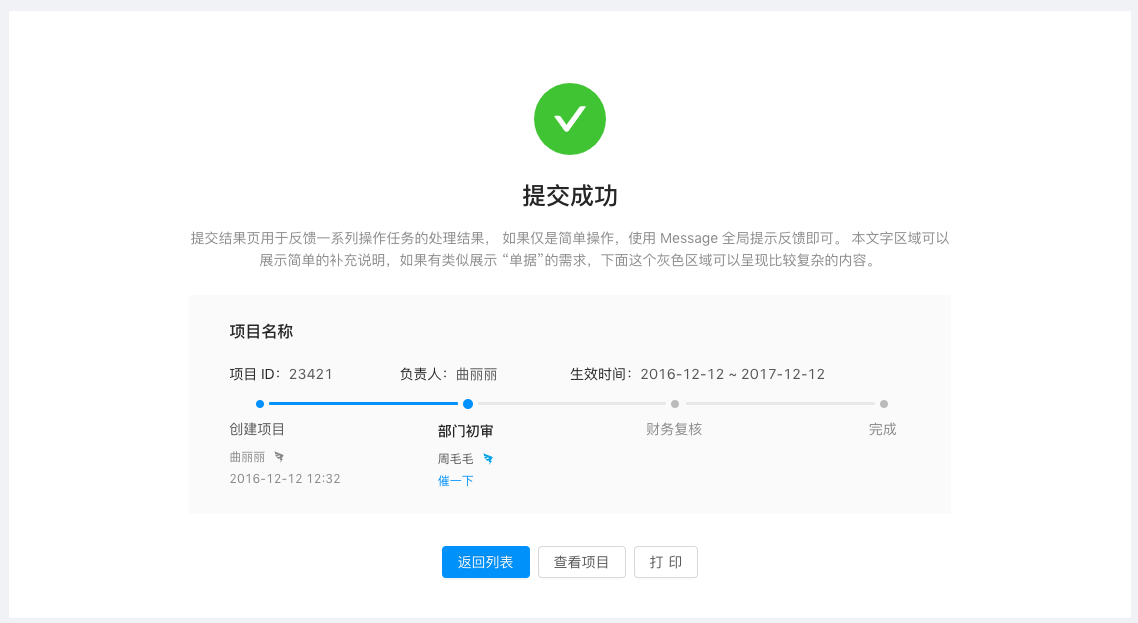 提交成功
提交结果页用于反馈一系列操作任务的处理结果， 如果仅是简单操作，使用 Message 全局提示反馈即可。 本文字区域可以
展示简单的补充说明，如果有类似展示 “单据”的需求，下面这个灰色区域可以呈现比较复杂的内容。
项目名称
项目 ID：23421 负责人：曲丽丽 生效时间：2016-12-12 ~ 2017-12-12
创建项目 部门初审 财务复核 完成
曲丽丽 周毛毛
2016-12-12 12:32 催一下
返回列表 查看项目 打 印